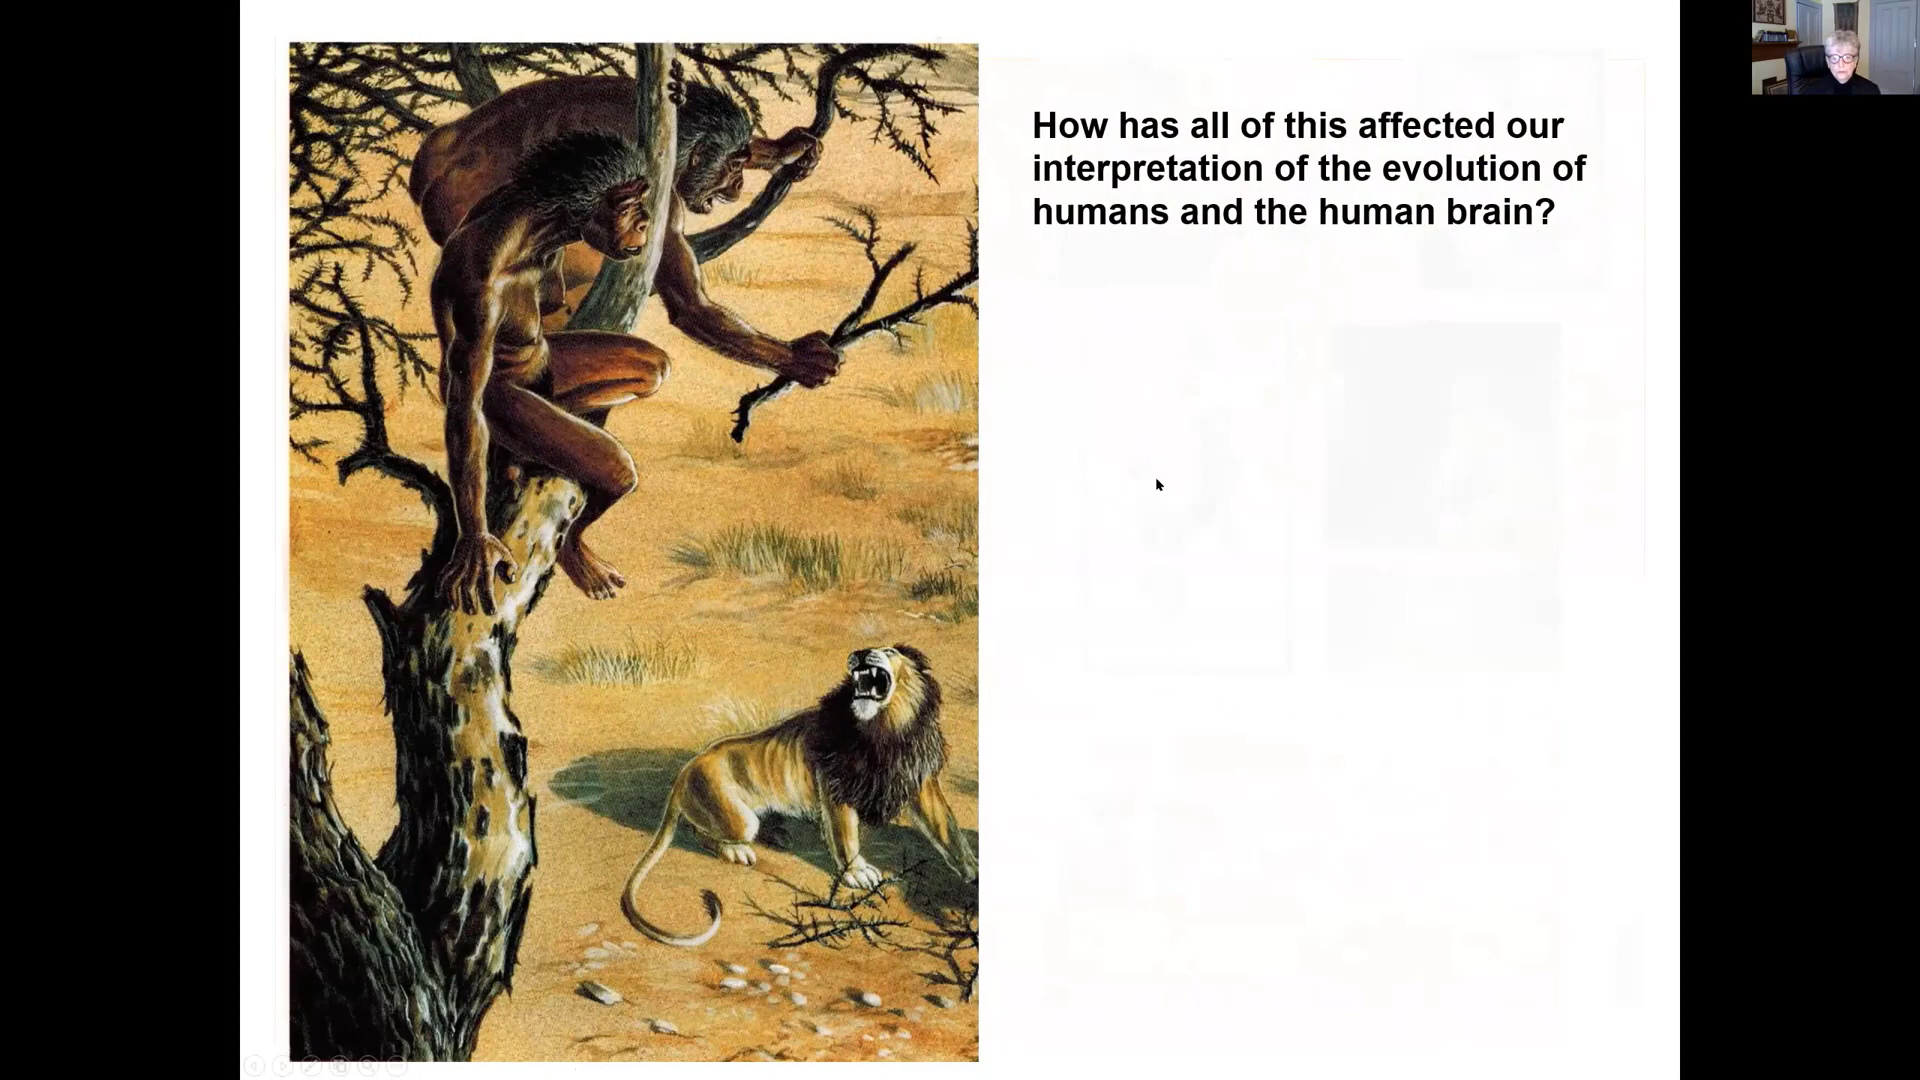 How has all of this affected our
interpretation of the evolution of
humans and the human brain?